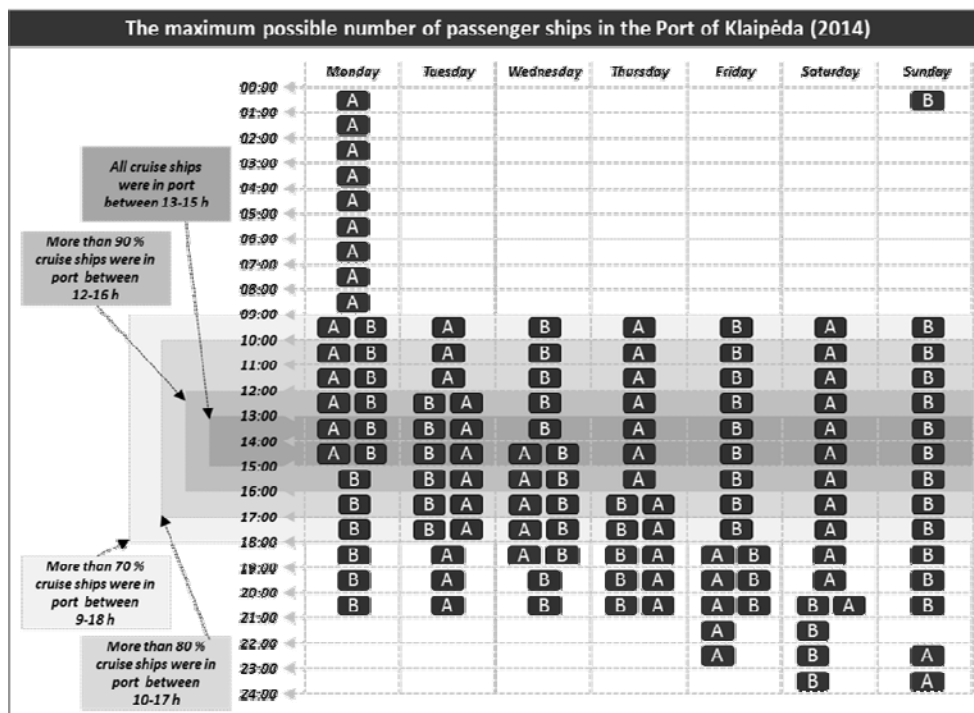 The maximum possible number of passenger ships in the Port of Klaipėda (2014)
Monday Tuesday Wednesday Thursday Friday Saturday Sunday
00:00
A B
01:00
A
02:00
A
03:00
A
04:00
A
05:00
A
06:00
A
07:00
A
08:00
A
09:00
A B A B A B A B
10:00
A B A B A B A B
11:00
A B A B A B A B
12:00
A B B A B A B A B
13:00
A B B A B A B A B
14:00
A B B A A B A B A B
15:00
B B A A B A B A B
16:00
B B A A B B A B A B
17:00
B B A A B B A B A B
18:00
B A A B B A A B A B
19:00
B A B B A A B A B
20:00
B A B B A A B B A B
21:00
A B
22:00
A B A
23:00
B A
24:00
All cruise ships
were in port
between 13-15 h
More than 90 %
cruise ships were in
port between
12-16 h
More than 70 %
cruise ships were in
port between
9-18 h
More than 80 %
cruise ships were in
port between
10-17 h